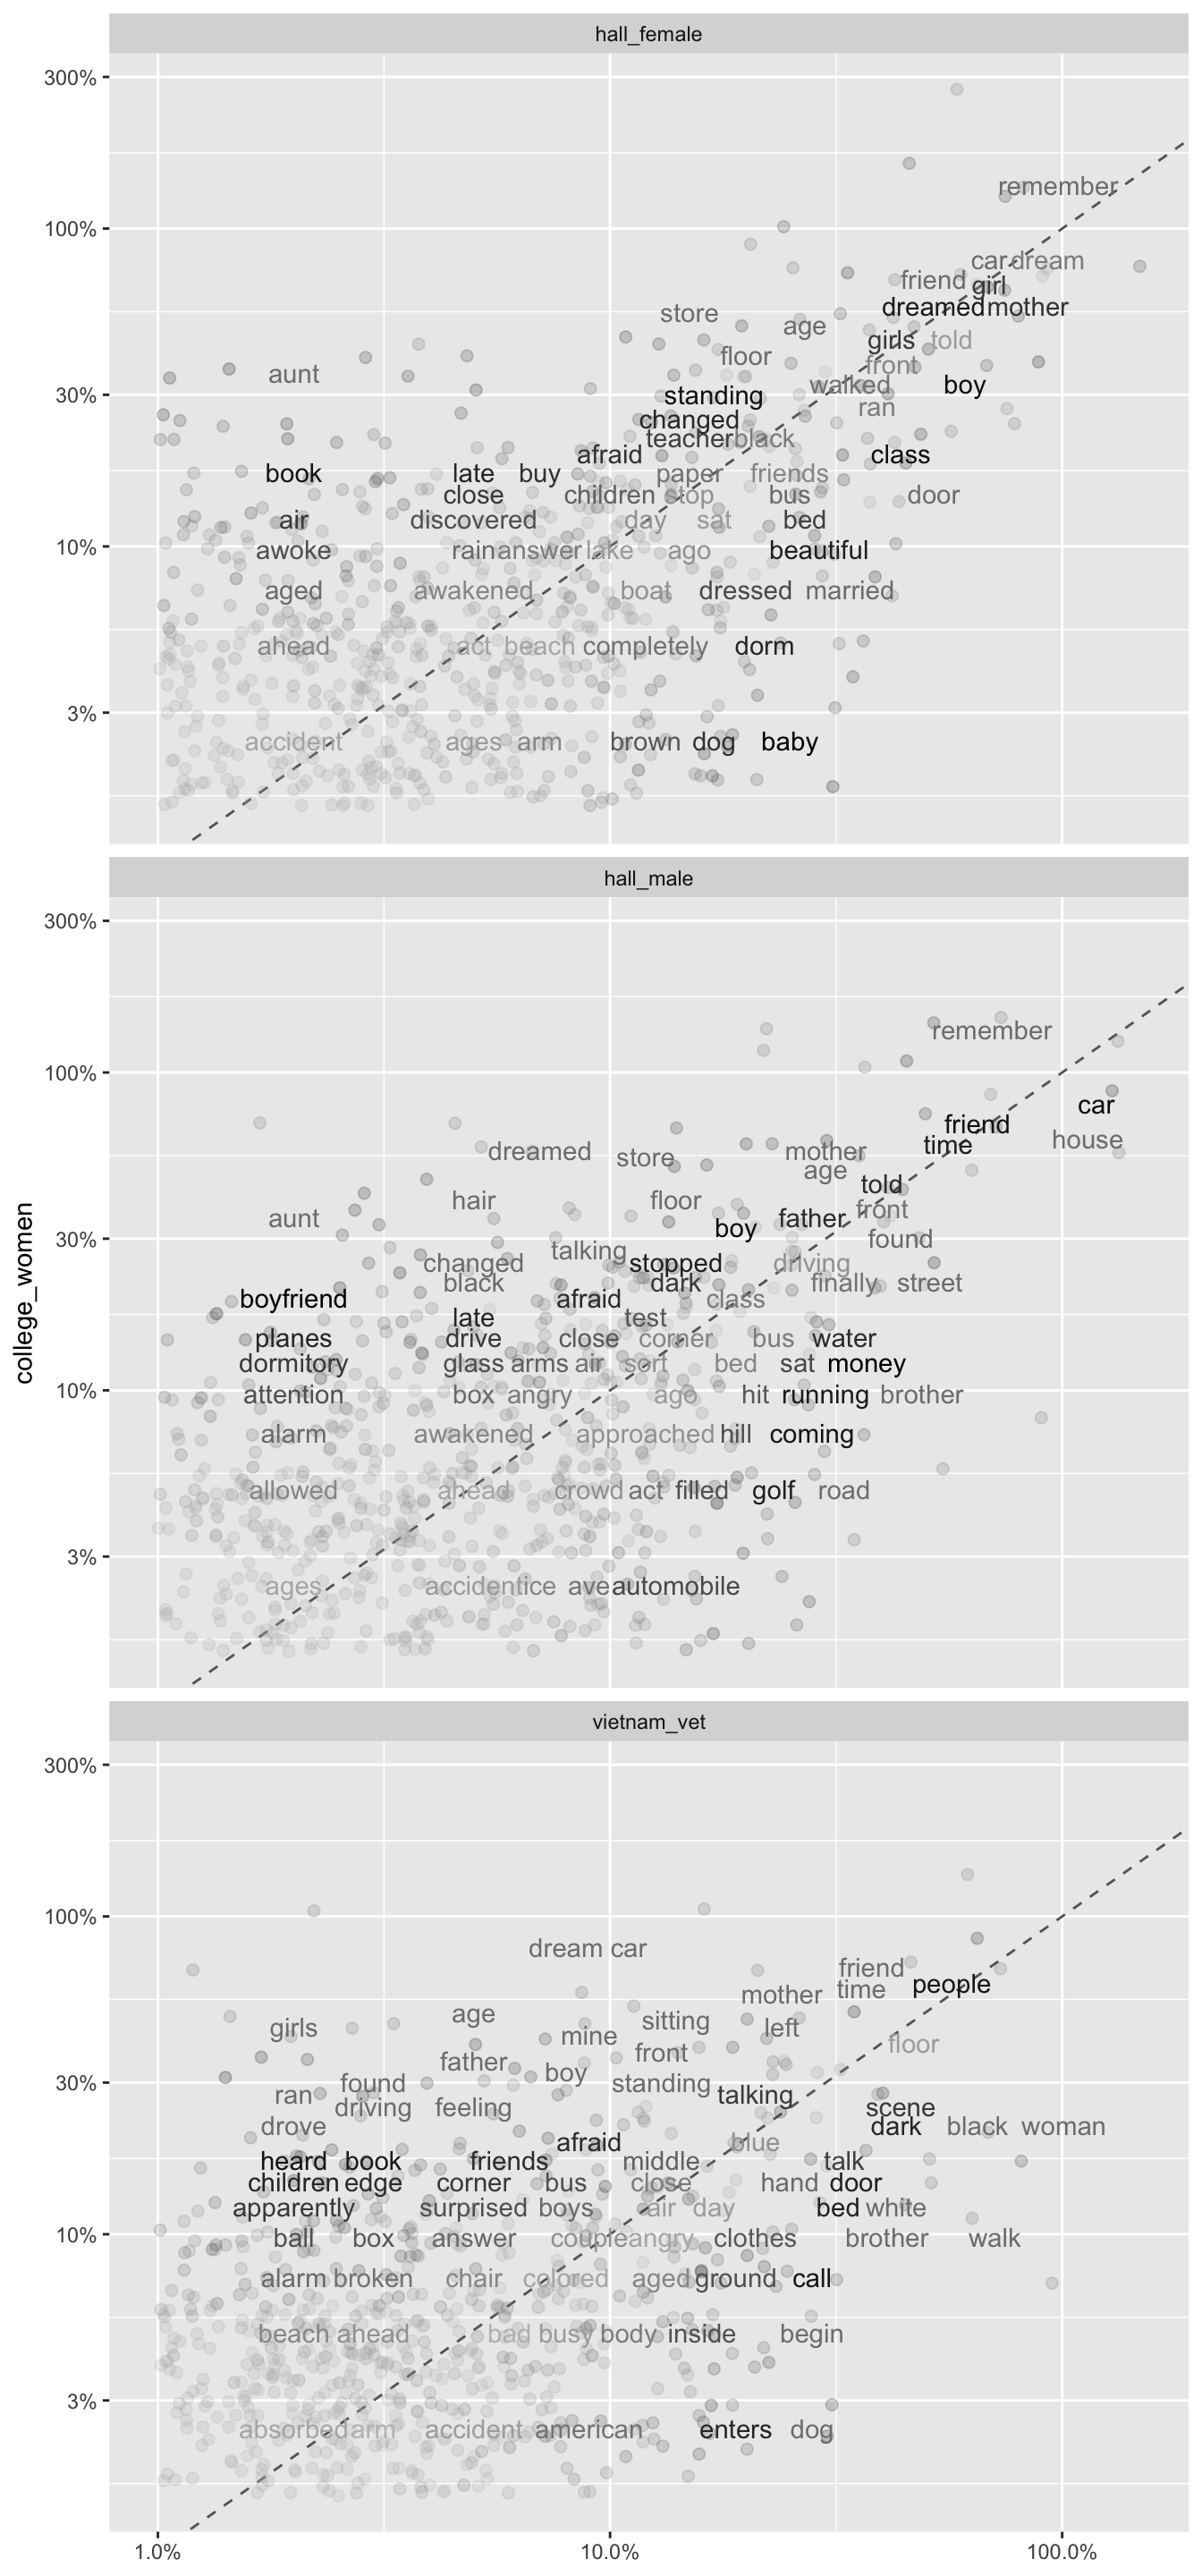 hall_female
300%
remember
100%
car dream
friend girl
dreamed mother
store
age
girls told
floor
front
aunt
walked boy
30%
standing
ran
changed
teacher black
afraid class
book late buy paper friends
close children stop bus door
air discovered day sat bed
10%
awoke rain answer lake ago beautiful
aged awakened boat dressed married
ahead act beach completely dorm
3%
accident ages arm brown dog baby
hall_male
300%
remember
100%
car
friend
time house
dreamed store mother
age
told
hair floor
front
aunt boy father
30%
found
talking
changed stopped driving
black dark finally street
boyfriend afraid class
late test
planes drive close corner bus water
dormitory glass arms air sort bed sat money
10%
attention box angry ago hit running brother
alarm awakened approached hill coming
allowed ahead crowd act filled golf road
3%
ages accident ice ave automobile
college_women
vietnam_vet
300%
100%
dream car
friend
people
mother time
age sitting
girls mine left
floor
father front
boy
30%
found standing
ran talking
driving feeling scene
drove dark black woman
afraid blue
heard book friends middle talk
children edge corner bus close hand door
apparently surprised boys air day bed white
10%
ball box answer couple angry clothes brother walk
alarm broken chair colored aged ground call
beach ahead bad busy body inside begin
3%
absorbed arm accident american enters dog
1.0% 10.0% 100.0%